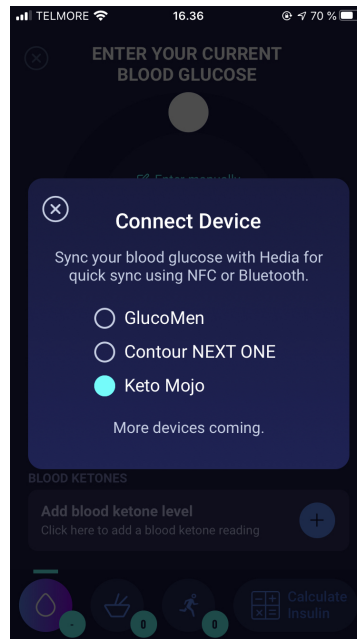 TELMORE 16.36 70 %
ENTER YOUR CURRENT
BLOOD GLUCOSE
Enter manually
Connect Device
Sync your blood glucose with Hedia for
quick sync using NFC or Bluetooth.
GlucoMen
Contour NEXT ONE
Keto Mojo
More devices coming.
BLOOD KETONES
Add blood ketone level
Click here to add a blood ketone reading
Calculate
Insulin
- 0 0